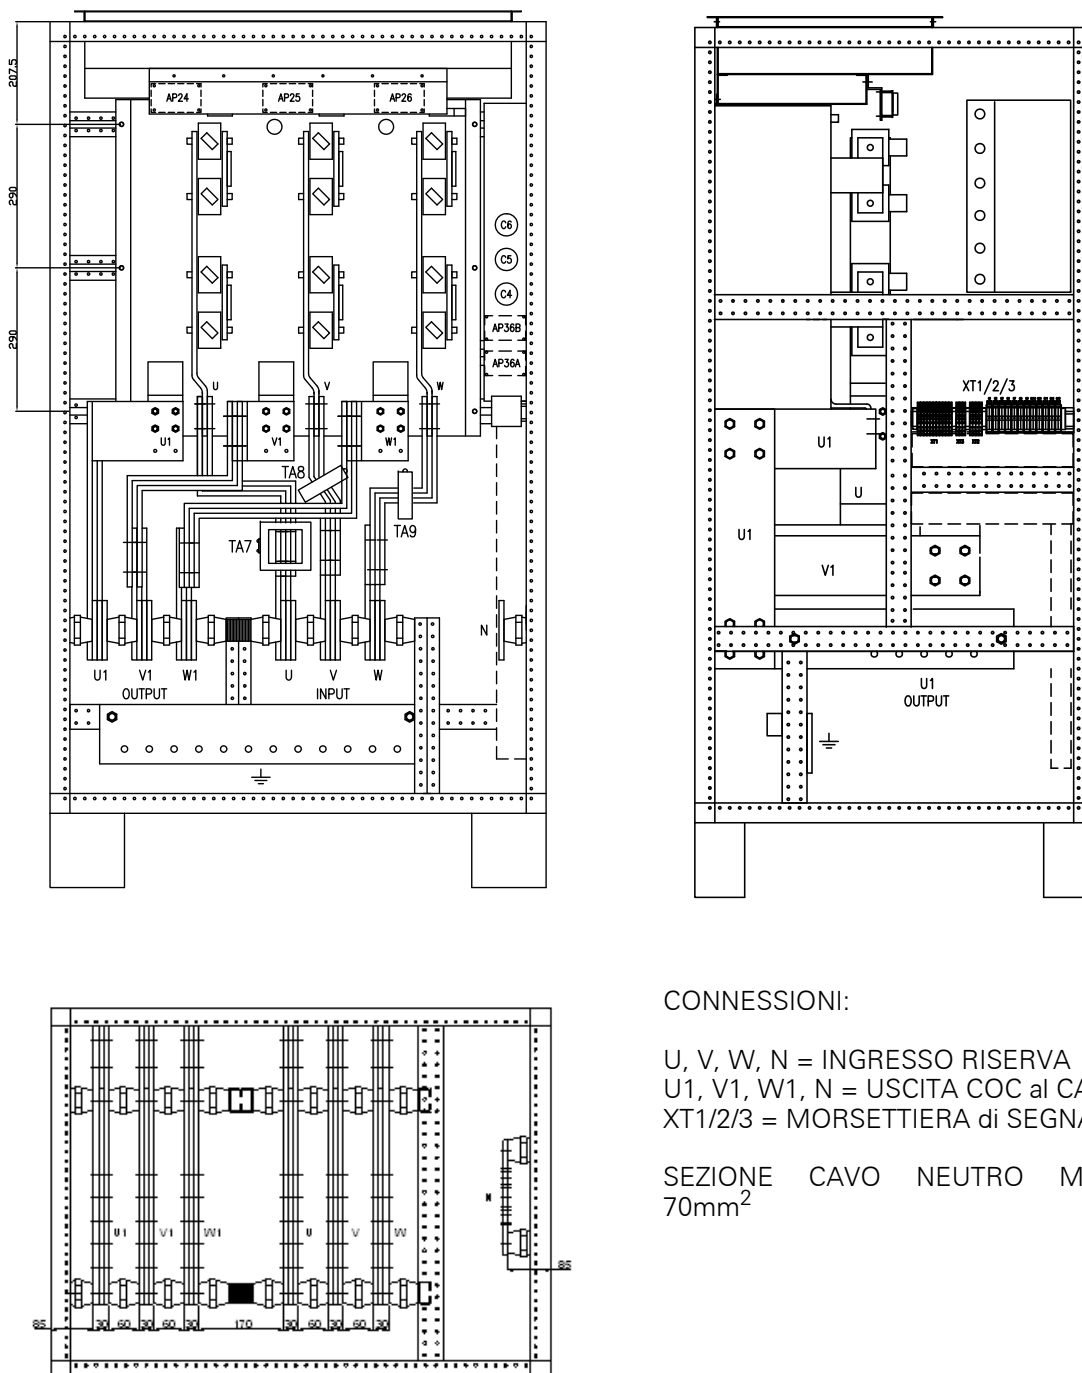 207.5
290
290
AP24 AP25 AP26
C6
C5
C4
AP36B
AP36A
U V W
U1 V1 W1
TA8
TA7
TA9
N
U1 V1 W1 U V W
OUTPUT INPUT
XT1/2/3
U1
U
U1
V1
U1
OUTPUT
U1 V1 W1 U V W
N
85
85 30 60 30 60 30 170 30 60 30 60 30
CONNESSIONI:
U, V, W, N = INGRESSO RISERVA
U1, V1, W1, N = USCITA COC al CA
XT1/2/3 = MORSETTIERA di SEGNA
SEZIONE CAVO NEUTRO M
70mm²